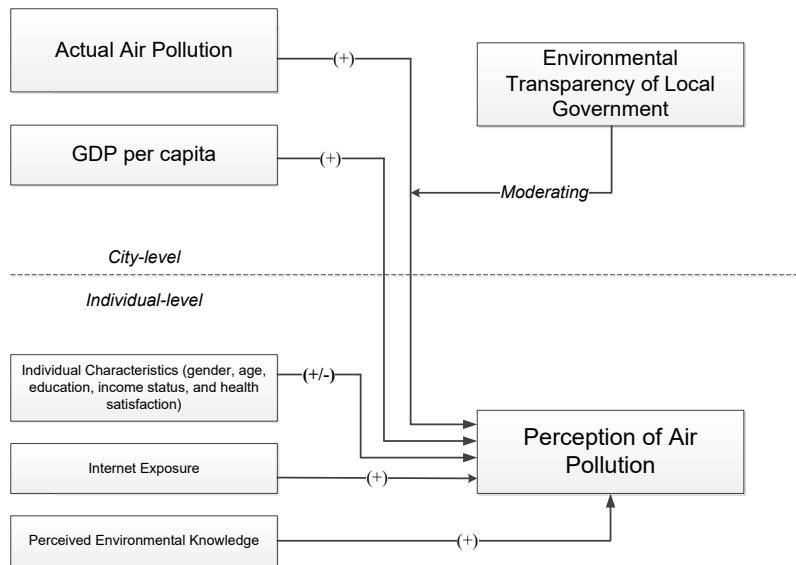 Actual Air Pollution
(+)
Environmental
Transparency of Local
Government
GDP per capita
(+)
Moderating
City-level
Individual-level
Individual Characteristics (gender, age,
education, income status, and health
satisfaction)
(+/-)
Perception of Air
Pollution
Internet Exposure
(+)
Perceived Environmental Knowledge
(+)